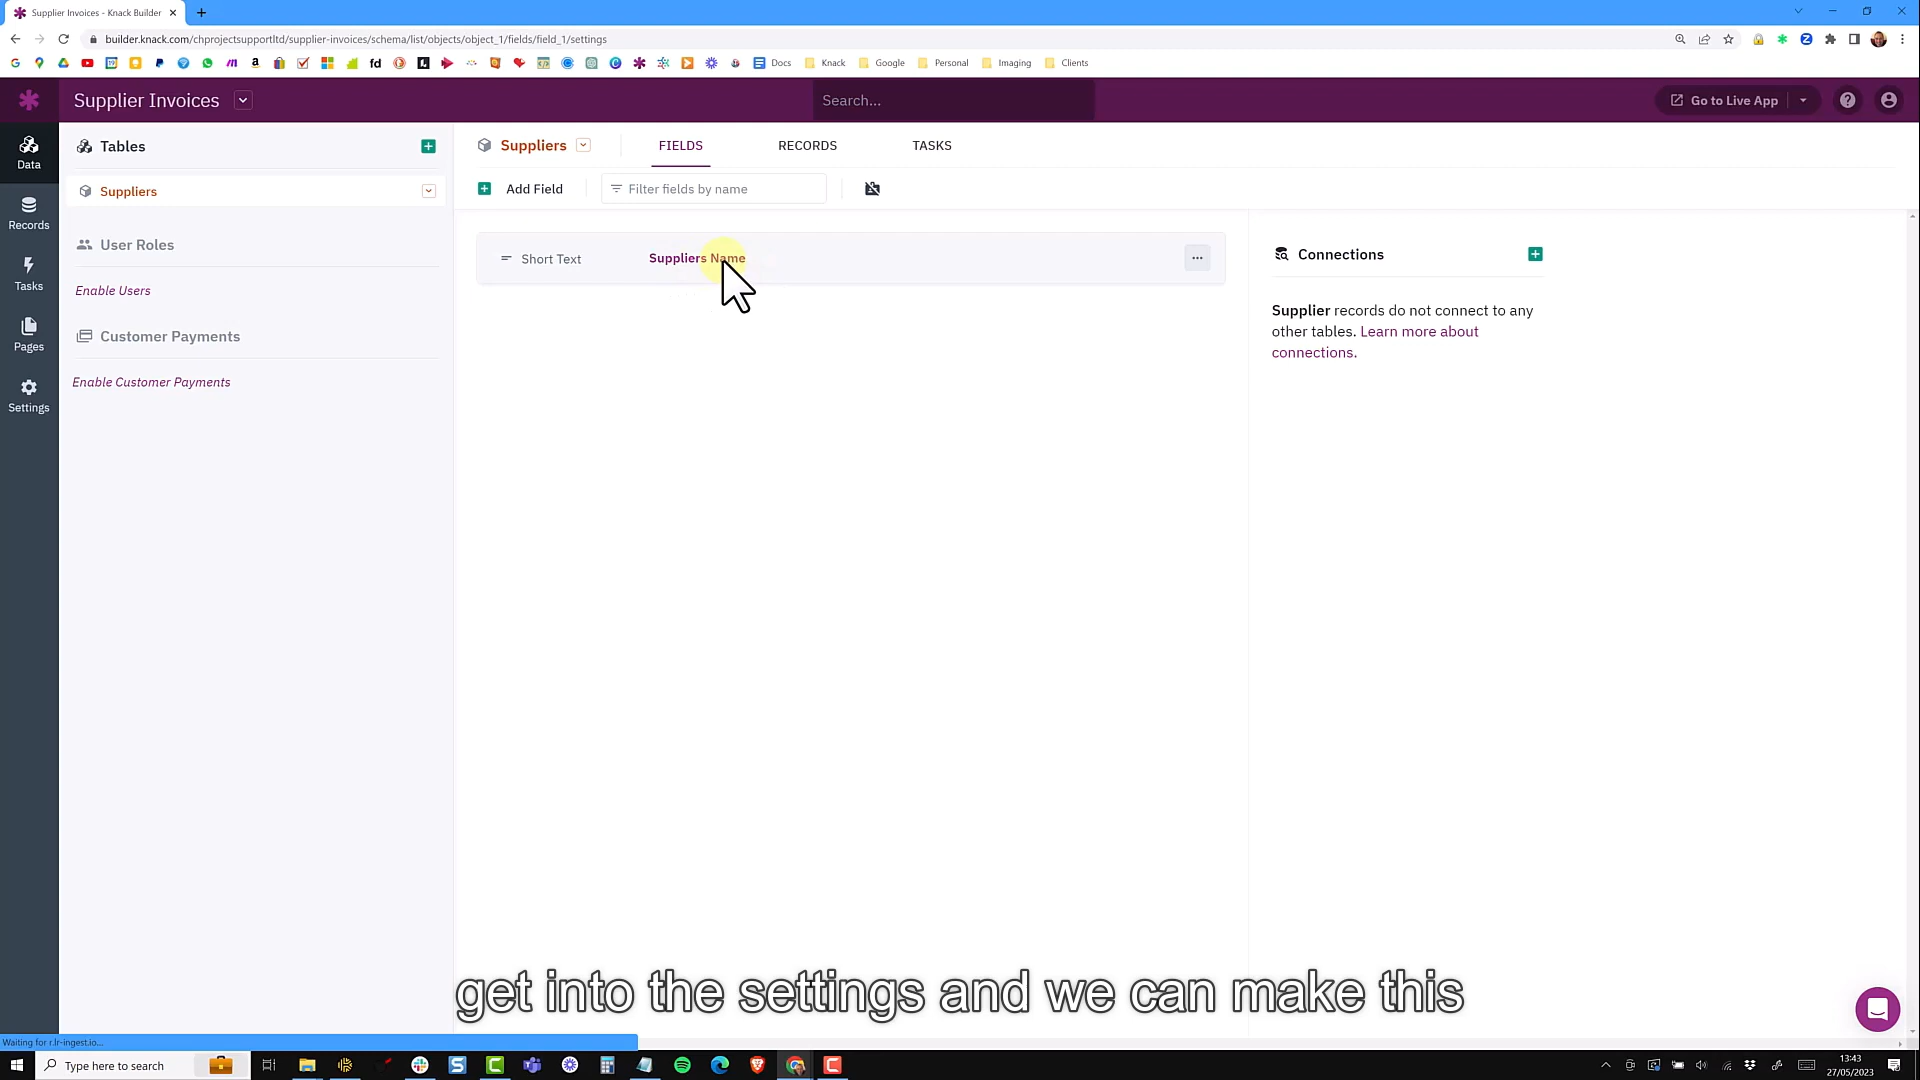 Supplier Invoices - Knack Builder
builder.knack.com/chprojectsupportltd/supplier-invoices/schema/list/objects/object_1/fields/field_1/settings
Docs
Knack
Google
Personal
Imaging
Clients
Supplier Invoices
Search...
Go to Live App
Data
Records
Tasks
Pages
Settings
Tables
Suppliers
User Roles
Enable Users
Customer Payments
Enable Customer Payments
Suppliers
FIELDS
RECORDS
TASKS
Add Field
Filter fields by name
Short Text
Suppliers Name
Connections
Supplier records do not connect to any
other tables. Learn more about
connections.
get into the settings and we can make this
Waiting for r.lr-ingest.io...
Type here to search
13:43
27/05/2023